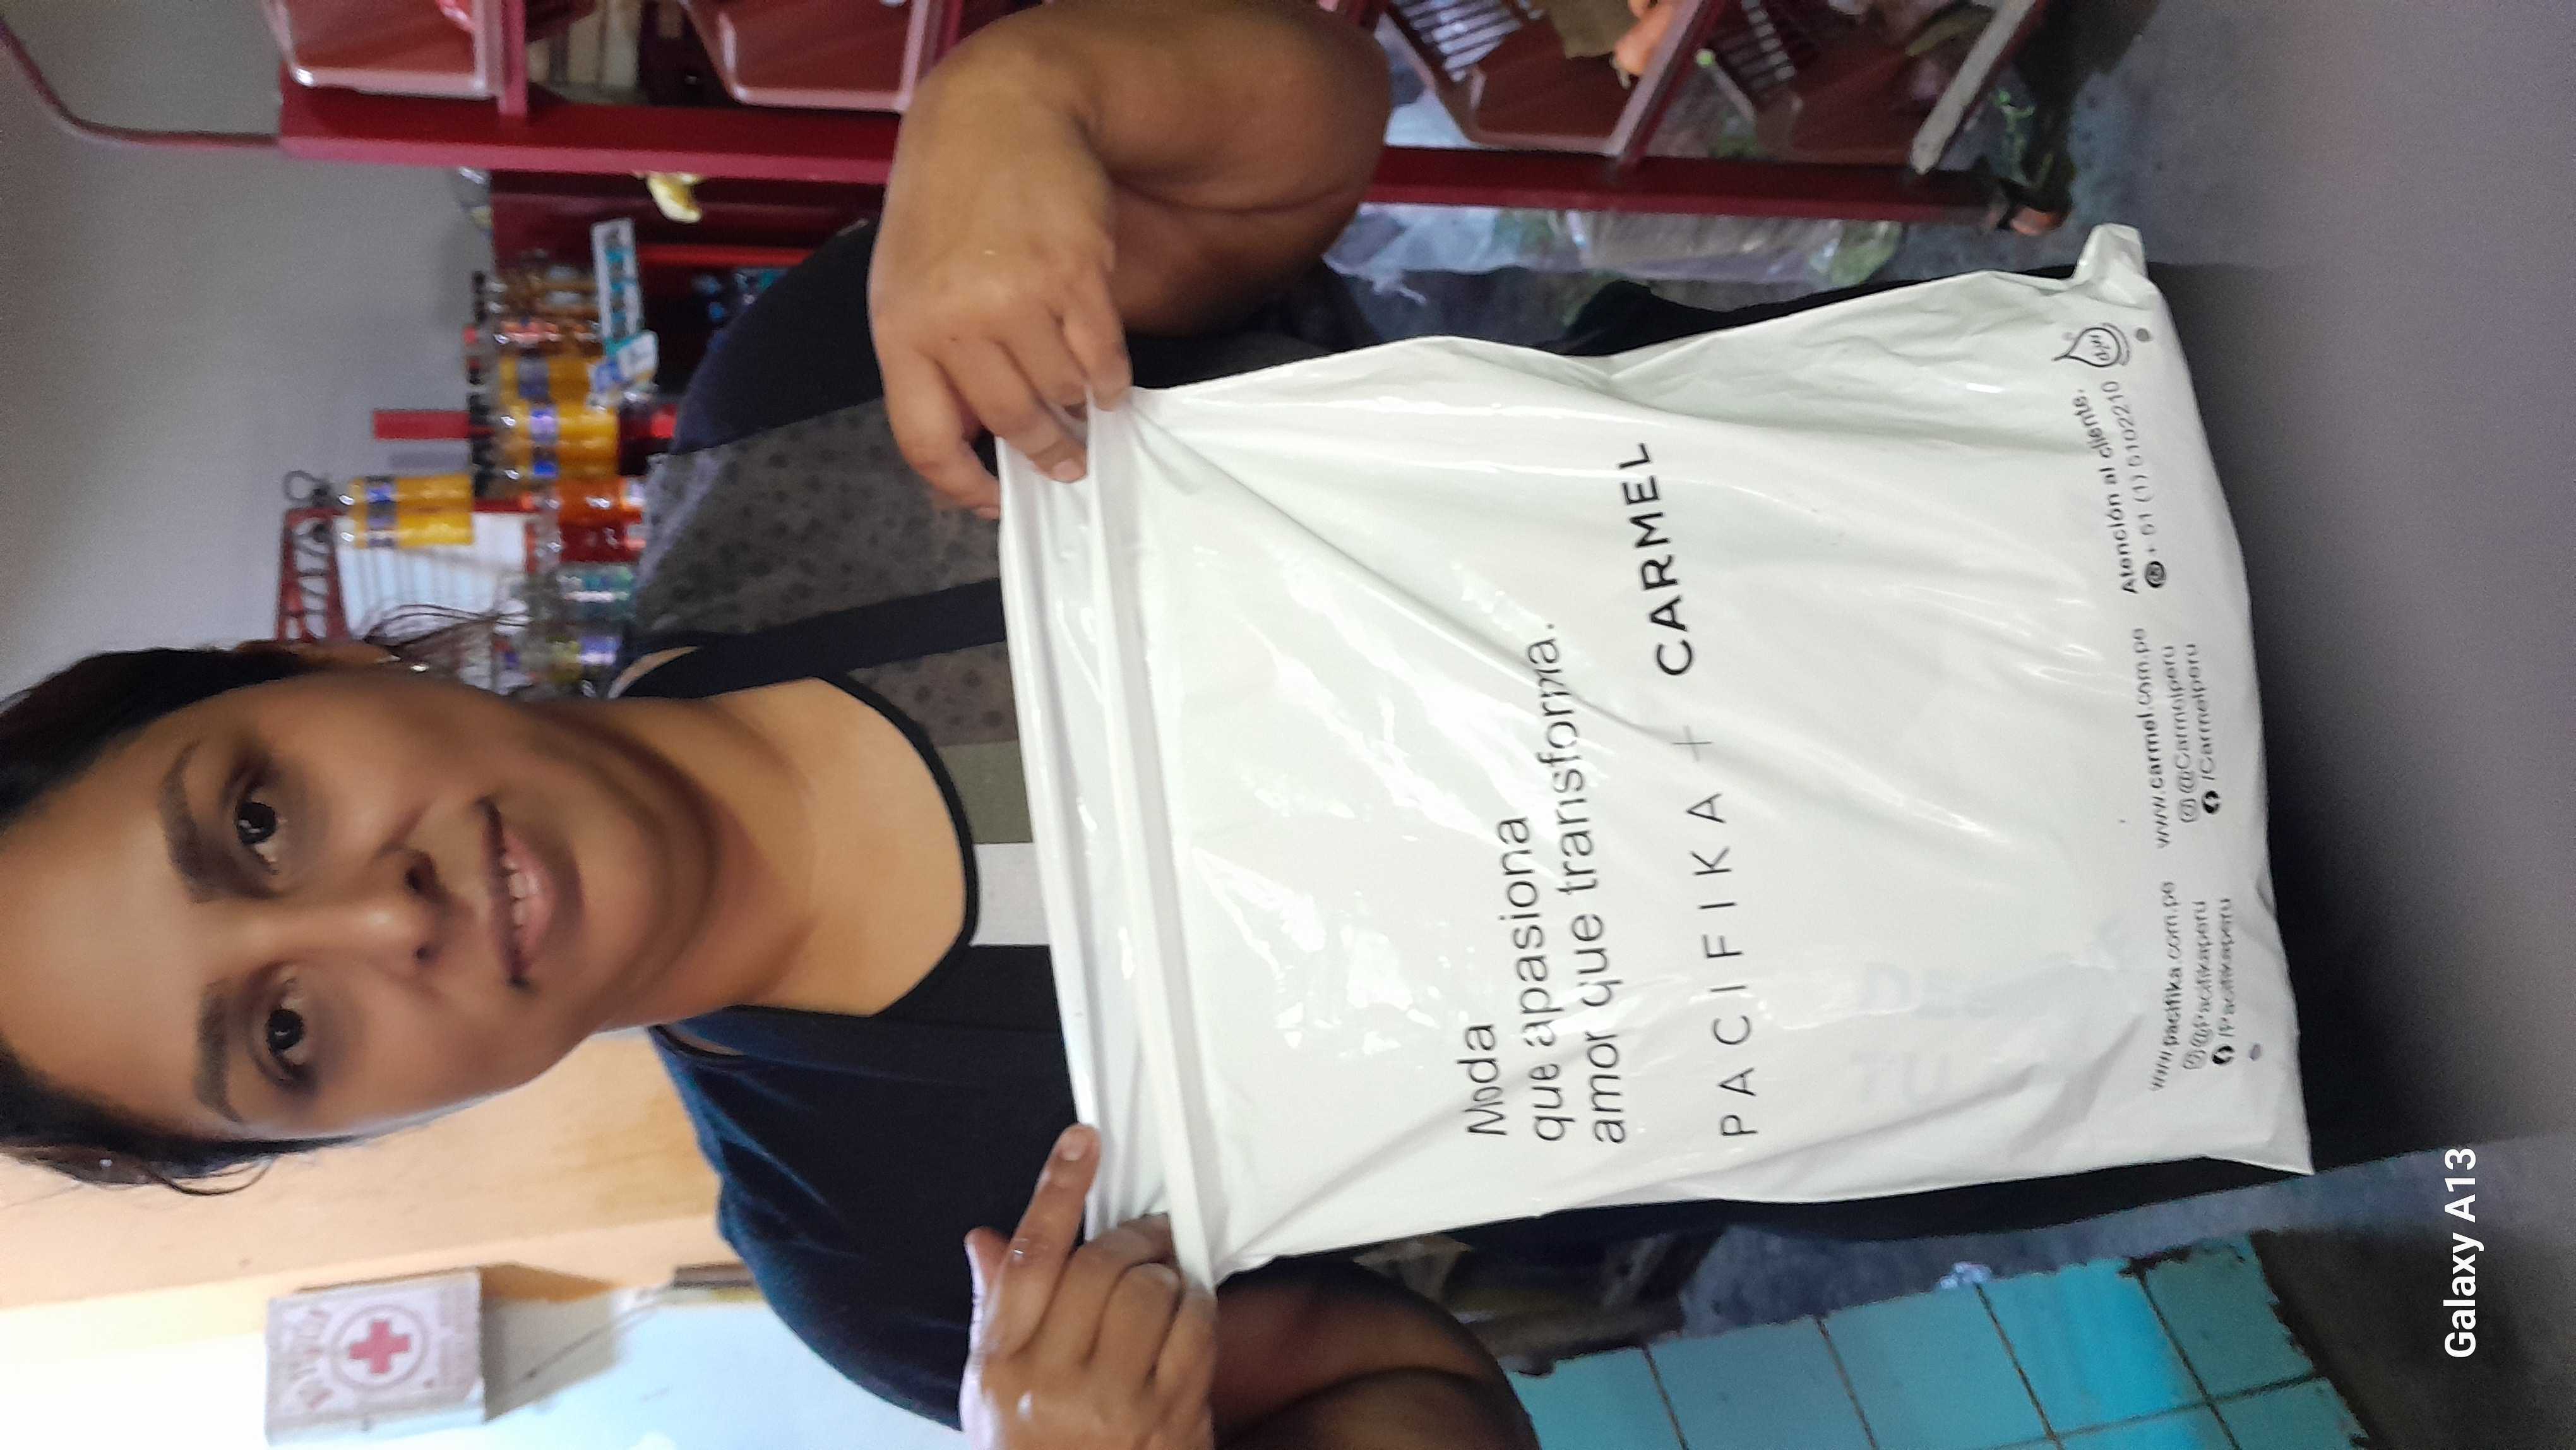 Moda
que apasiona
amor que transforma.
PACIFIKA + CARMEL
www.pacifika.com.pe
@Pacifikaperu
/Pacifikaperu
www.carmel.com.pe
@Carmelperu
/Carmelperu
Atención al cliente.
+ 51 (1) 5102210
Galaxy A13